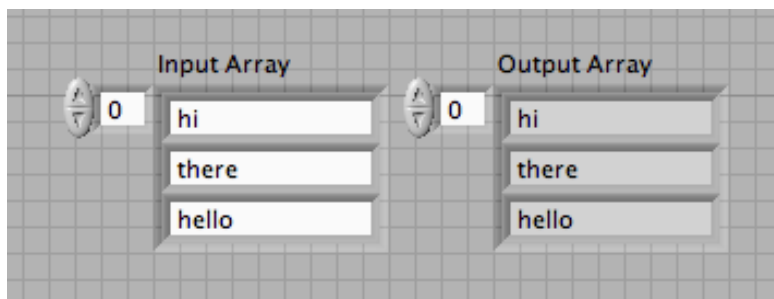 Input Array
0
hi
there
hello
Output Array
0
hi
there
hello